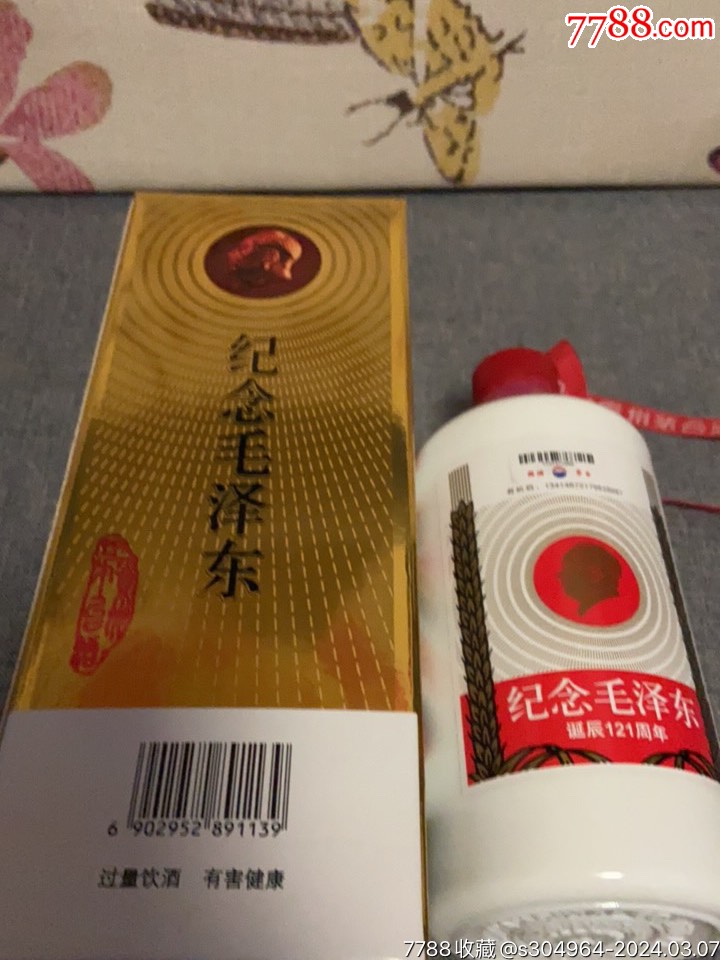 7788.com
纪念毛泽东
6 902952 891139
过量饮酒 有害健康
纪念毛泽东
诞辰121周年
7788收藏 @s304964-2024.03.07